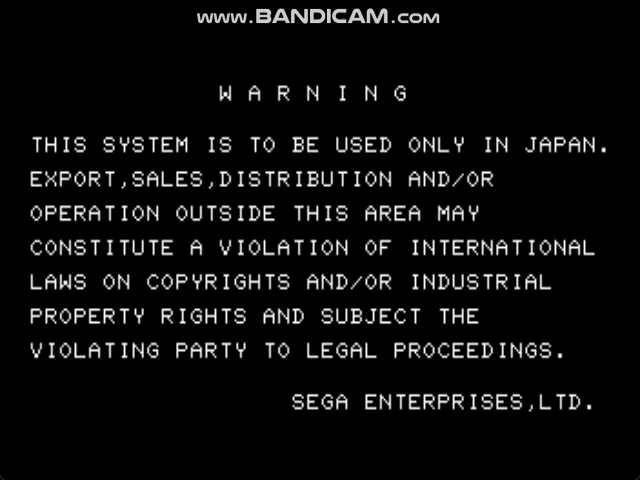 www.BANDICAM.com
W A R N I N G
THIS SYSTEM IS TO BE USED ONLY IN JAPAN.
EXPORT,SALES,DISTRIBUTION AND/OR
OPERATION OUTSIDE THIS AREA MAY
CONSTITUTE A VIOLATION OF INTERNATIONAL
LAWS ON COPYRIGHTS AND/OR INDUSTRIAL
PROPERTY RIGHTS AND SUBJECT THE
VIOLATING PARTY TO LEGAL PROCEEDINGS.
SEGA ENTERPRISES,LTD.